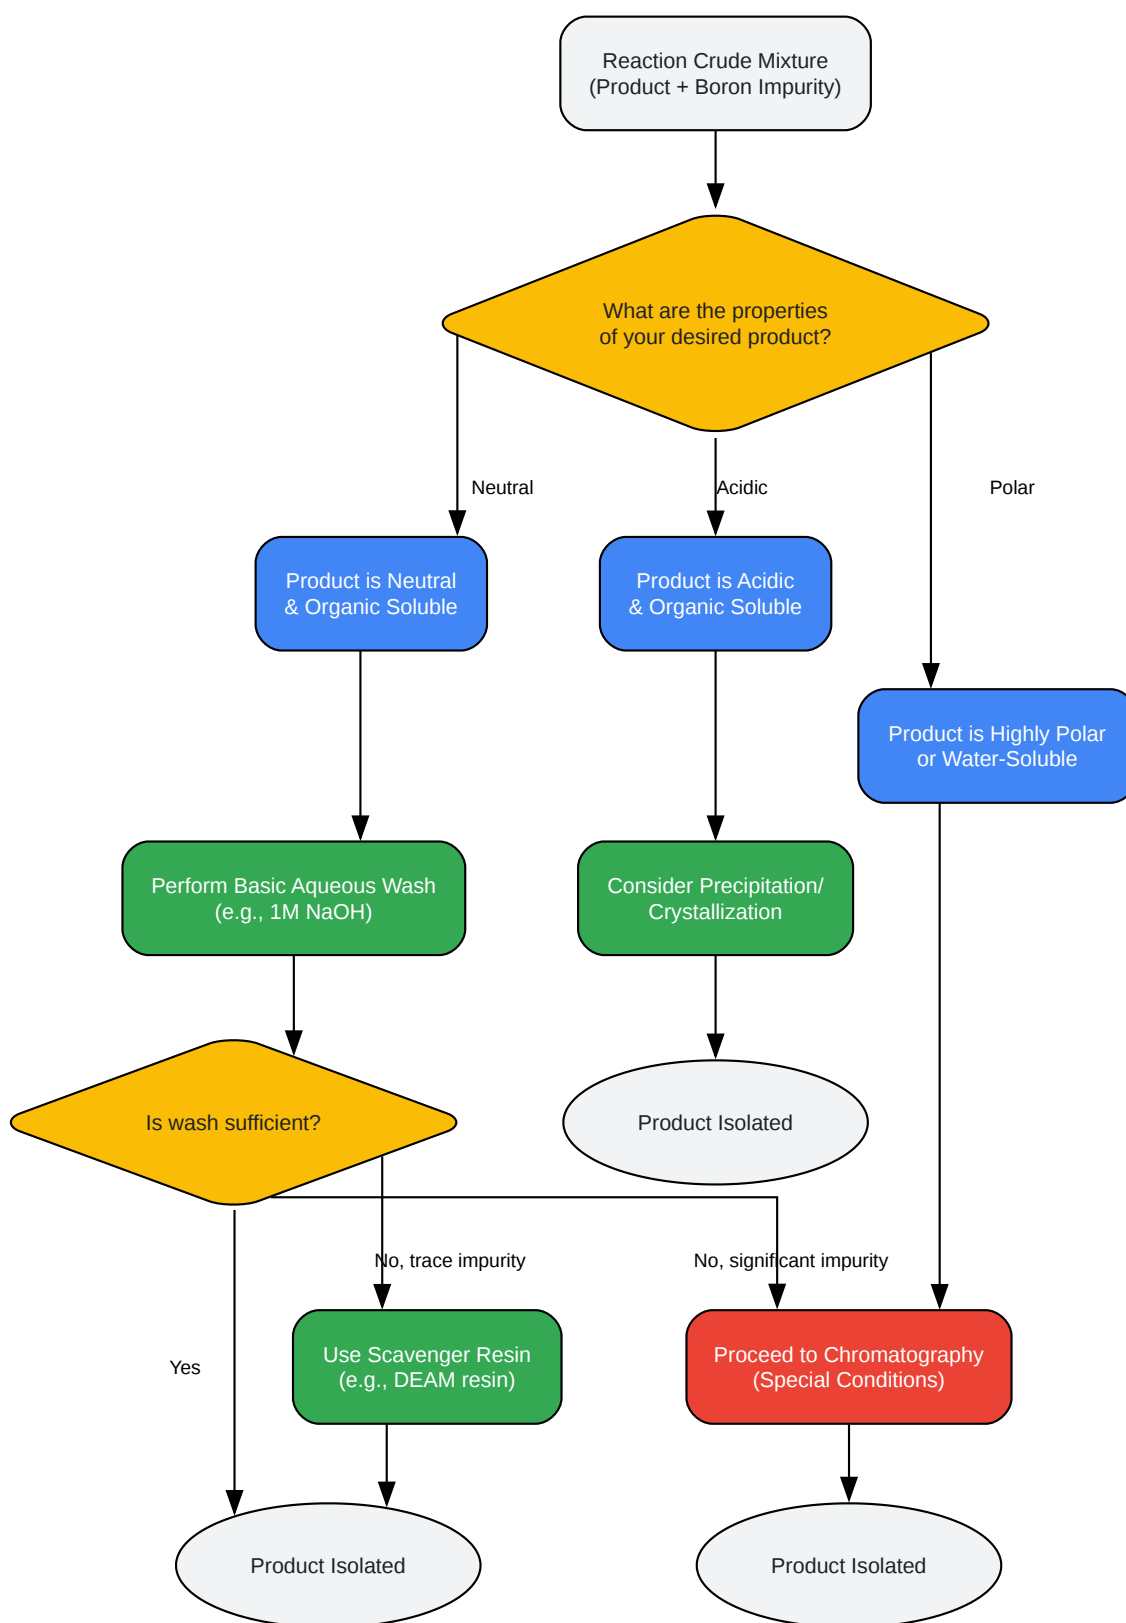 Reaction Crude Mixture
(Product + Boron Impurity)
What are the properties
of your desired product?
Neutral
Acidic
Polar
Product is Neutral
& Organic Soluble
Product is Acidic
& Organic Soluble
Product is Highly Polar
or Water-Soluble
Perform Basic Aqueous Wash
(e.g., 1M NaOH)
Consider Precipitation/
Crystallization
Is wash sufficient?
Product Isolated
No, trace impurity
No, significant impurity
Yes
Use Scavenger Resin
(e.g., DEAM resin)
Proceed to Chromatography
(Special Conditions)
Product Isolated
Product Isolated